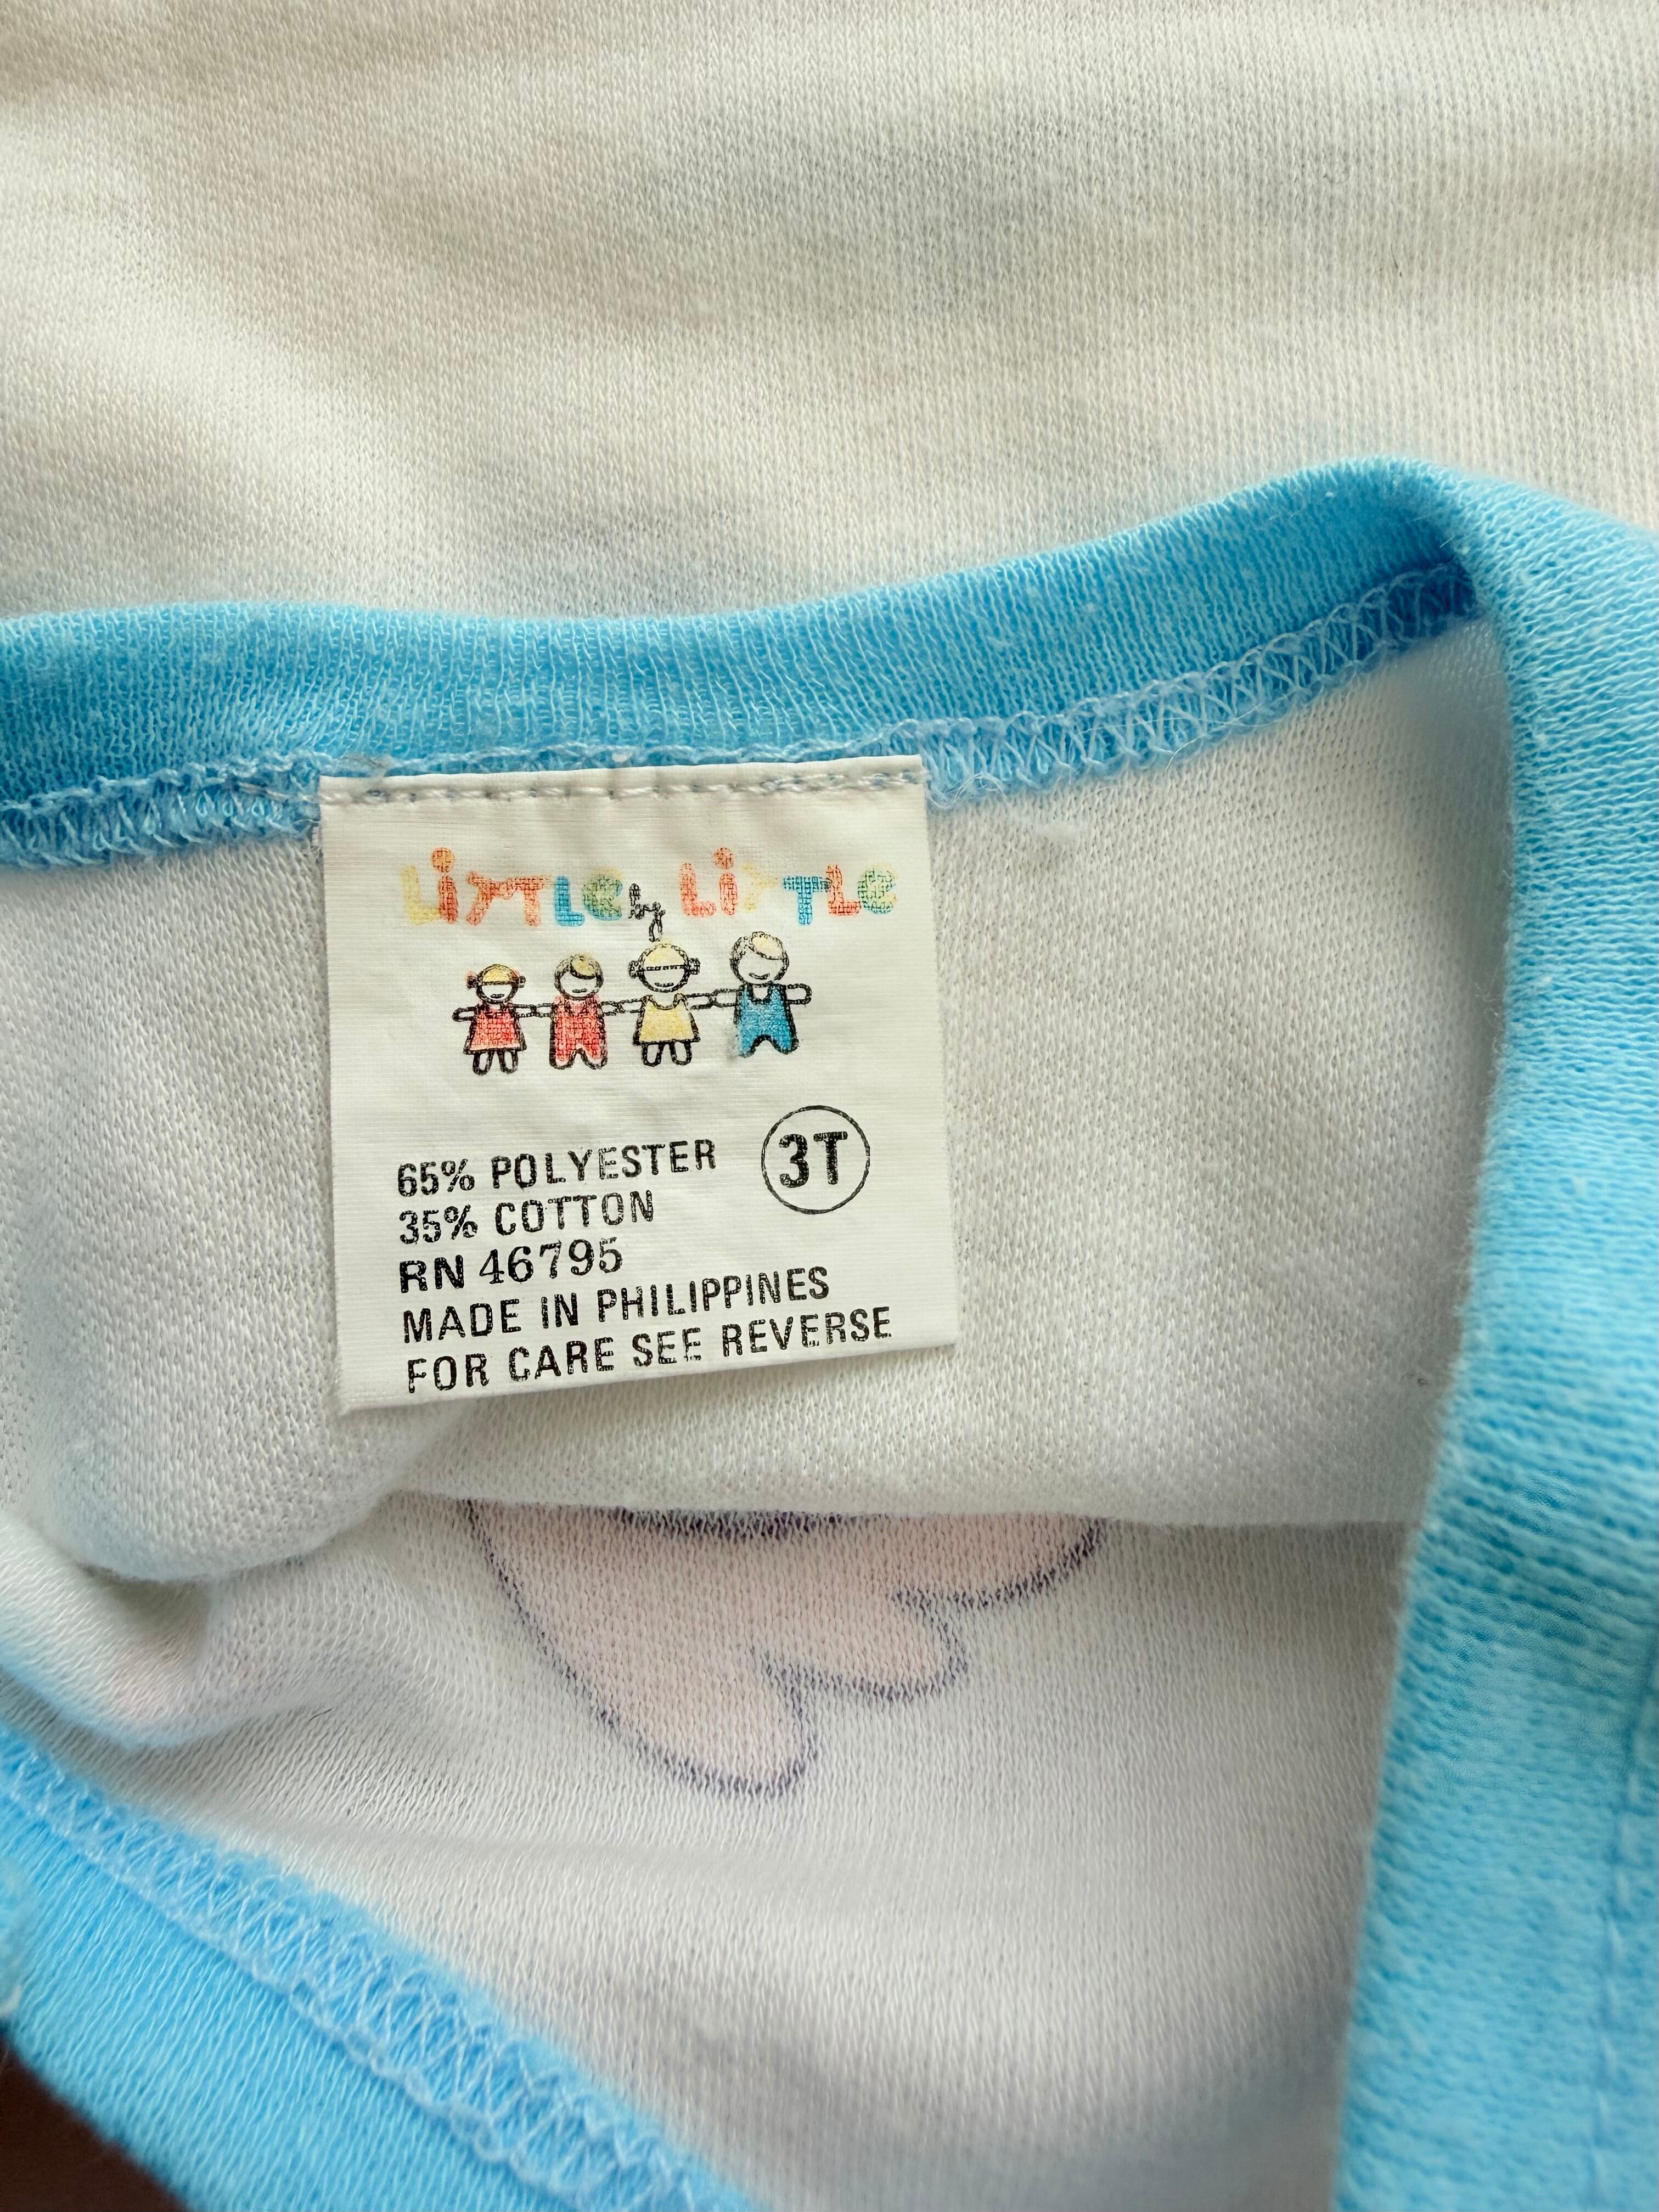 LiTTLE by LiTTLE
65% POLYESTER 3T
35% COTTON
RN 46795
MADE IN PHILIPPINES
FOR CARE SEE REVERSE